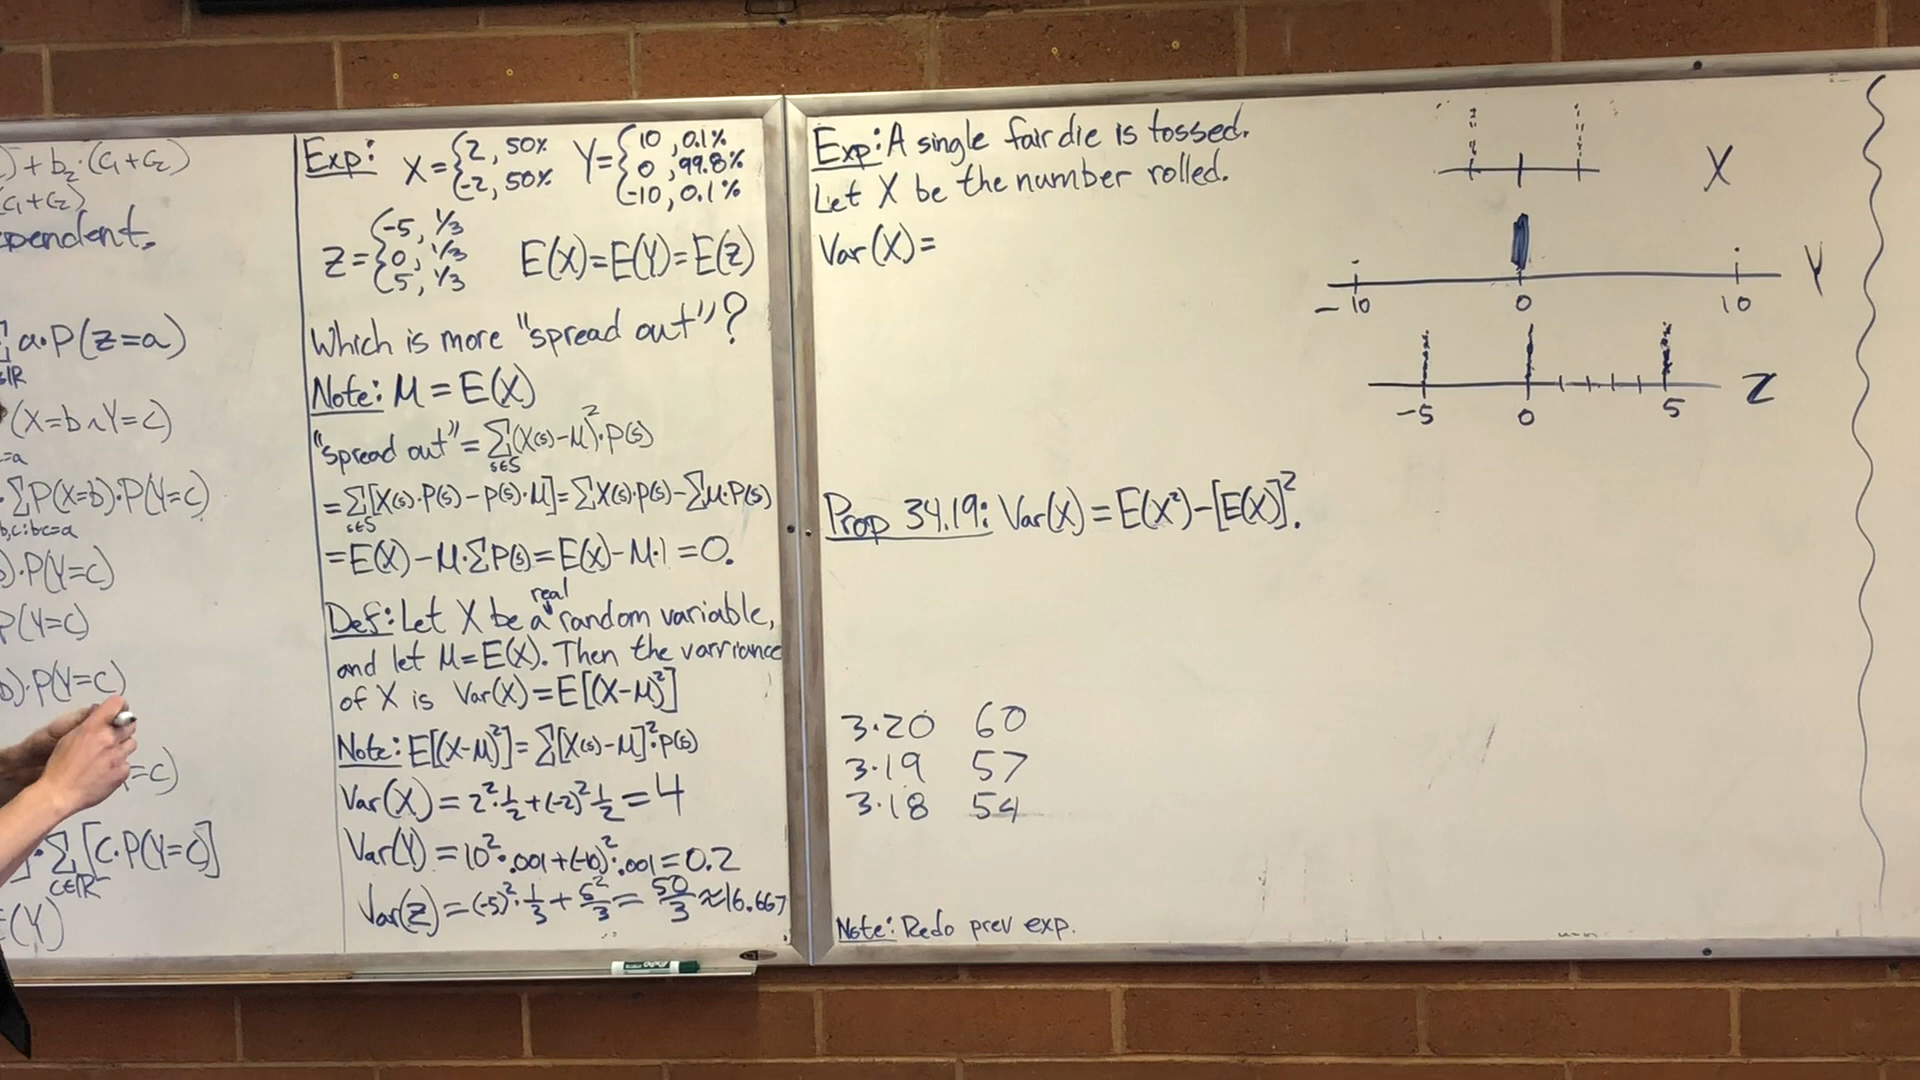 ) + b₂·(c₁+c₂)
(c₁+c₂)
pendent.
∑ a·P(z=a)
(X=b∧Y=c)
=a
·∑P(X=b)·P(Y=c)
b,c:bc=a
)·P(Y=c)
P(Y=c)
b)·P(Y=c)
=c)
]·∑[c·P(Y=c)]
c∈ℝ
E(Y)
Exp: X={2, 50% -2, 50% Y={10, 0.1% 0, 99.8% -10, 0.1%
Z={-5, 1/3 0, 1/3 5, 1/3 E(X)=E(Y)=E(Z)
Which is more "spread out"?
Note: μ = E(X)
"spread out" = ∑(X(s)-μ)²·P(s)
s∈S
=∑[X(s)·P(s)-P(s)·μ]=∑X(s)·P(s)-∑μ·P(s)
s∈S
=E(X)-μ·∑P(s)=E(X)-μ·1=0.
real
Def: Let X be a random variable,
and let μ=E(X). Then the varriance
of X is Var(X)=E[(X-μ)²]
Note: E[(X-μ)²]=∑[X(s)-μ]²·P(s)
Var(X)=2²·½+(-2)²·½=4
Var(Y)=10²·.001+(-10)²·.001=0.2
Var(Z)=(-5)²·1/3+5²/3=50/3≈16.667
Exp: A single fair die is tossed.
Let X be the number rolled.
Var(X)=
Prop 34.19: Var(X)=E(X²)-[E(X)]².
3·20 60
3·19 57
3·18 54
Note: Redo prev exp.
X
Y
-10 0 10
Z
-5 0 5